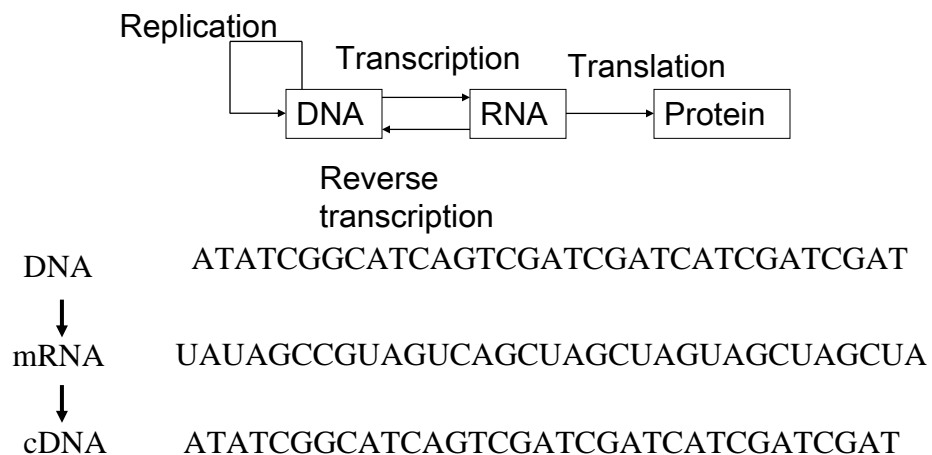 Replication
Transcription
Translation
DNA RNA Protein
Reverse
transcription
DNA ATATCGGCATCAGTCGATCGATCATCGATCGAT
mRNA UAUAGCCGUAGUCAGCUAGCUAGUAGCUAGCUA
cDNA ATATCGGCATCAGTCGATCGATCATCGATCGAT